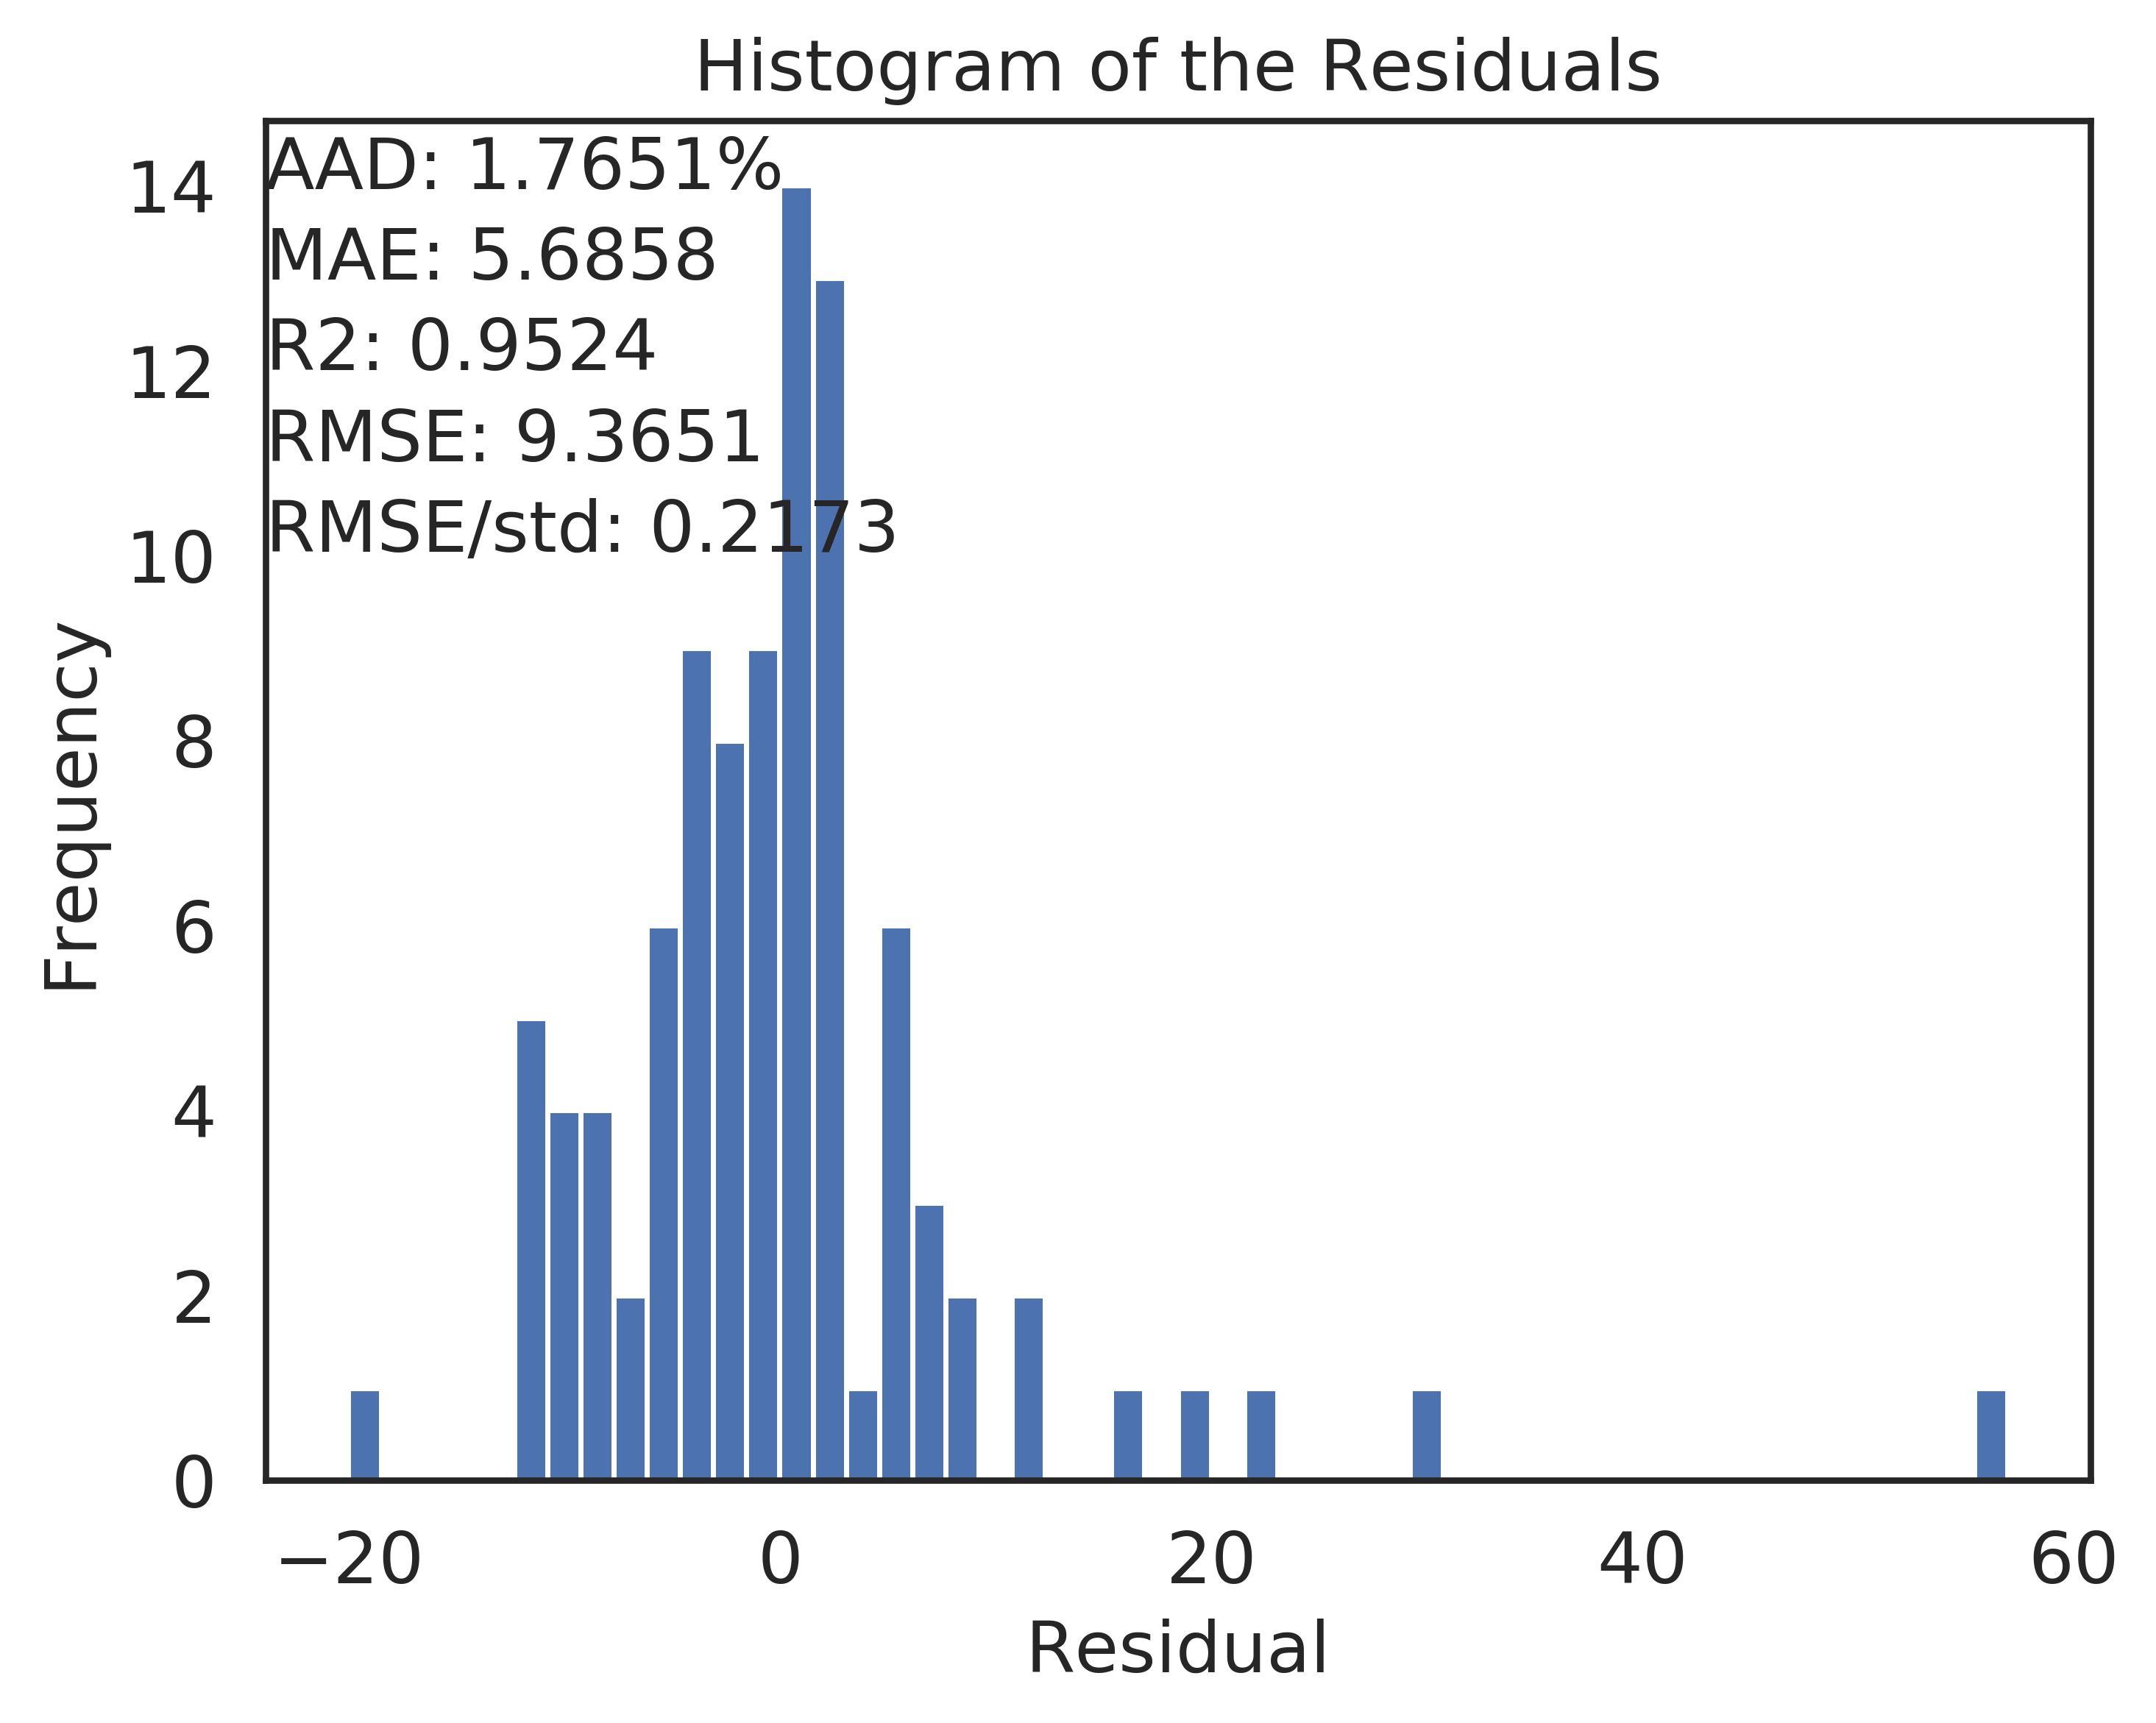 Histogram of the Residuals
AAD: 1.7651%
MAE: 5.6858
R2: 0.9524
RMSE: 9.3651
RMSE/std: 0.2173
14
12
10
8
6
4
2
0
Frequency
−20 0 20 40 60
Residual